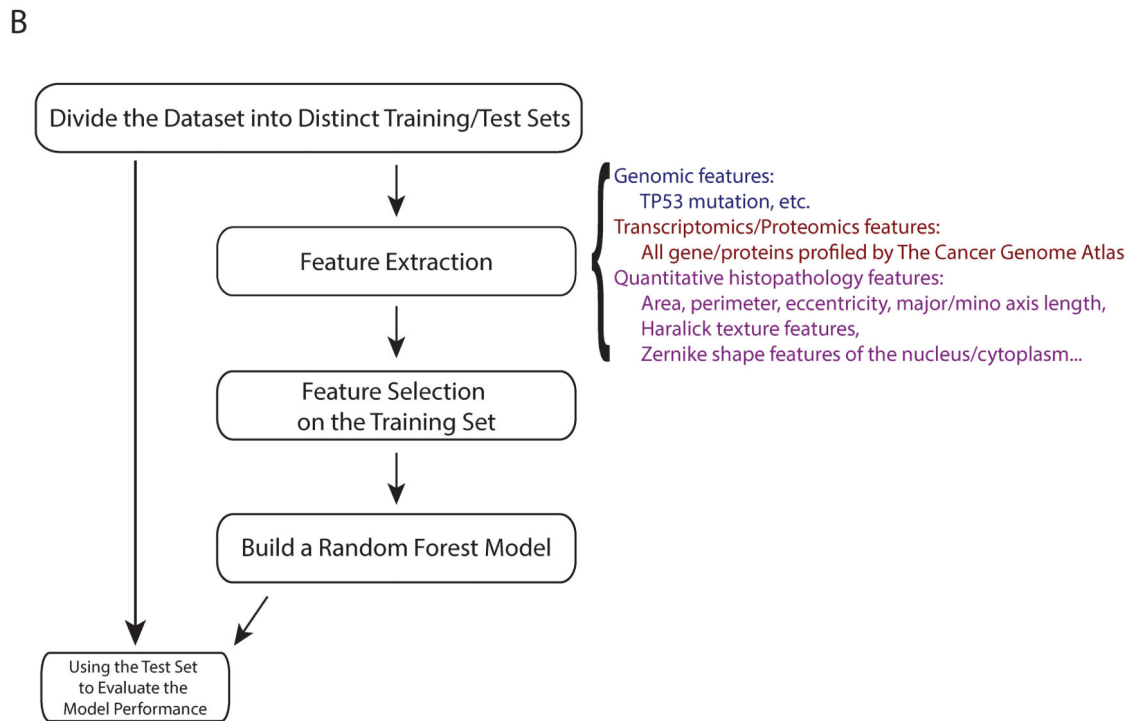 B
Divide the Dataset into Distinct Training/Test Sets
Genomic features:
TP53 mutation, etc.
Transcriptomics/Proteomics features:
All gene/proteins profiled by The Cancer Genome Atlas
Quantitative histopathology features:
Area, perimeter, eccentricity, major/mino axis length,
Haralick texture features,
Zernike shape features of the nucleus/cytoplasm...
Feature Extraction
Feature Selection
on the Training Set
Build a Random Forest Model
Using the Test Set
to Evaluate the
Model Performance